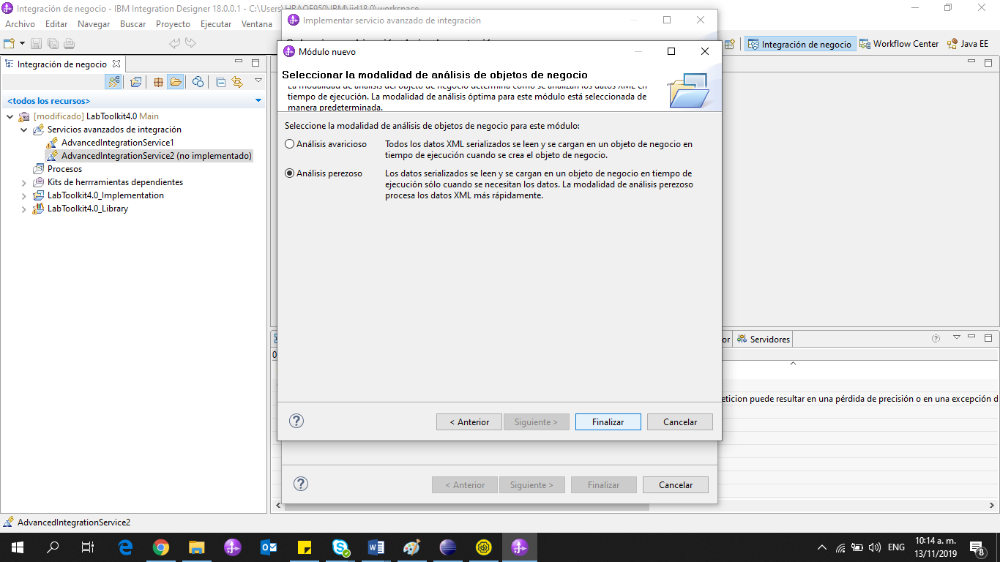 Integración de negocio - IBM Integration Designer 18.0.0.1 - C:\Users\HRAOE950\IBM\iid18.0\workspace
Archivo Editar Navegar Buscar Proyecto Ejecutar Ventana
Implementar servicio avanzado de integración
Integración de negocio Workflow Center Java EE
Integración de negocio
<todos los recursos>
[modificado] LabToolkit4.0 Main
Servicios avanzados de integración
AdvancedIntegrationService1
AdvancedIntegrationService2 (no implementado)
Procesos
Kits de herrramientas dependientes
LabToolkit4.0_Implementation
LabToolkit4.0_Library
Módulo nuevo
Seleccionar la modalidad de análisis de objetos de negocio
La modalidad de análisis del objeto de negocio determina cómo se analizan los datos XML en
tiempo de ejecución. La modalidad de análisis óptima para este módulo está seleccionada de
manera predeterminada.
Seleccione la modalidad de análisis de objetos de negocio para este módulo:
Análisis avaricioso
Todos los datos XML serializados se leen y se cargan en un objeto de negocio en
tiempo de ejecución cuando se crea el objeto de negocio.
Análisis perezoso
Los datos serializados se leen y se cargan en un objeto de negocio en tiempo de
ejecución sólo cuando se necesitan los datos. La modalidad de análisis perezoso
procesa los datos XML más rápidamente.
< Anterior Siguiente > Finalizar Cancelar
or Servidores
0
eticion puede resultar en una pérdida de precisión o en una excepción d
< Anterior Siguiente > Finalizar Cancelar
AdvancedIntegrationService2
ENG
10:14 a. m.
13/11/2019
8